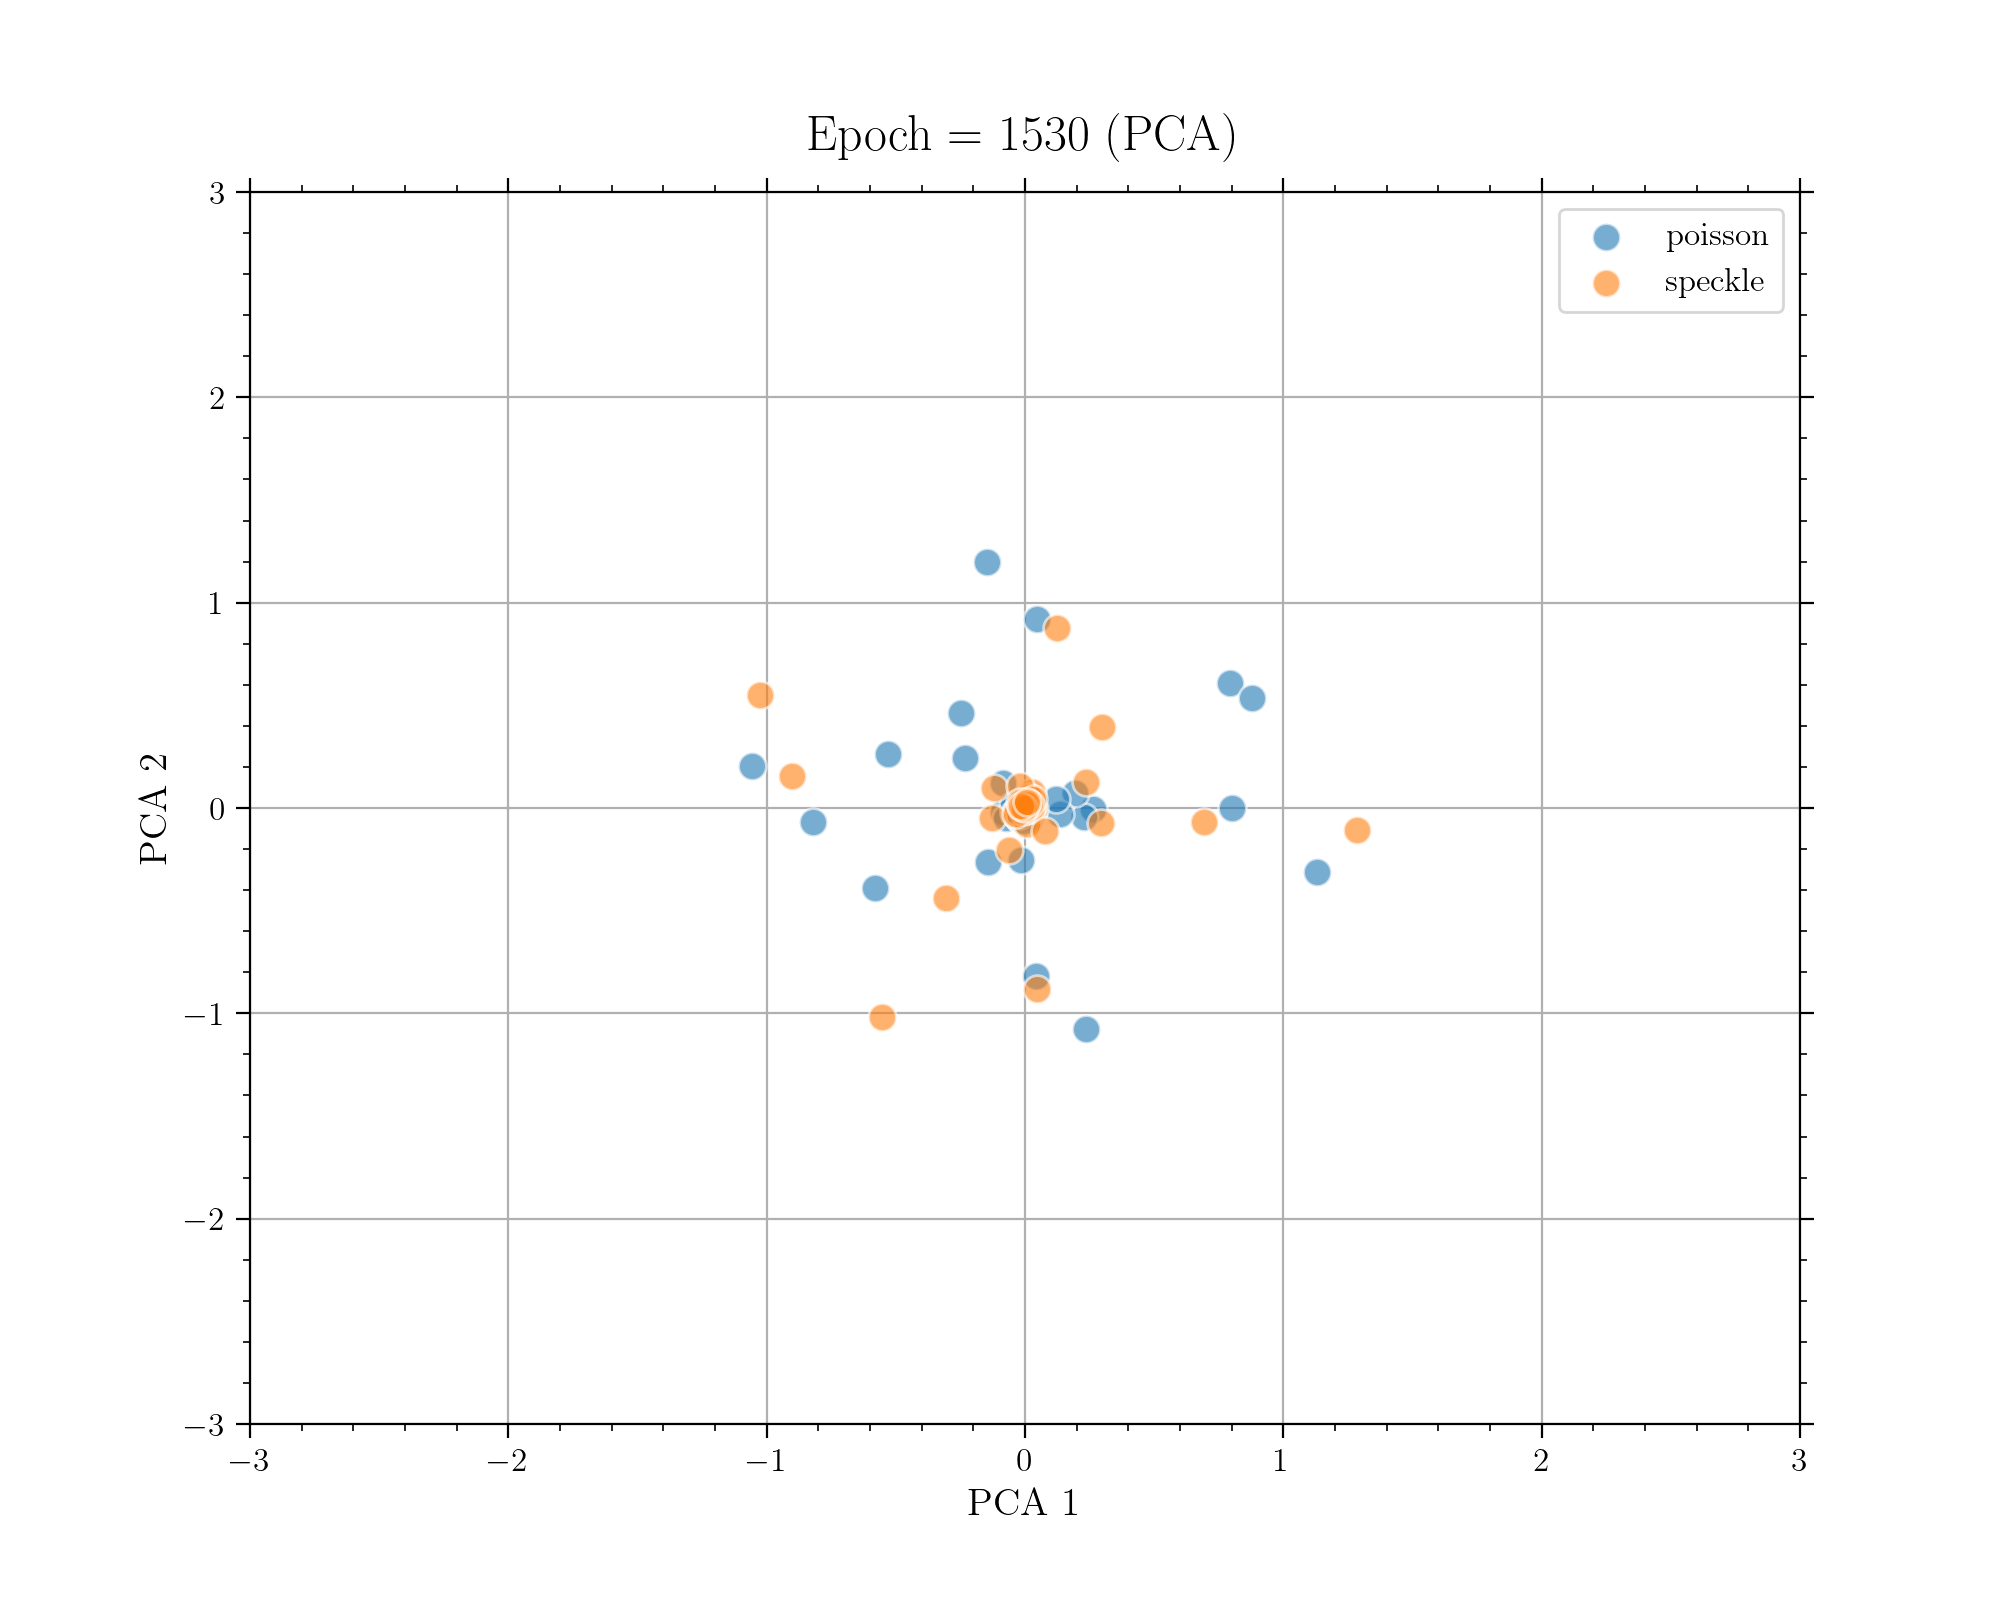 Epoch = 1530 (PCA)
poisson
speckle
PCA 2
3
2
1
0
−1
−2
−3
−3 −2 −1 0 1 2 3
PCA 1